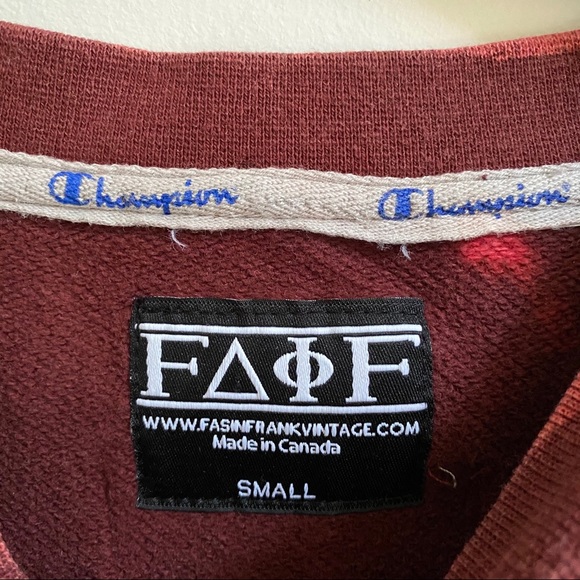 Champion Champion
FΔΦF
WWW.FASINFRANKVINTAGE.COM
Made in Canada
SMALL